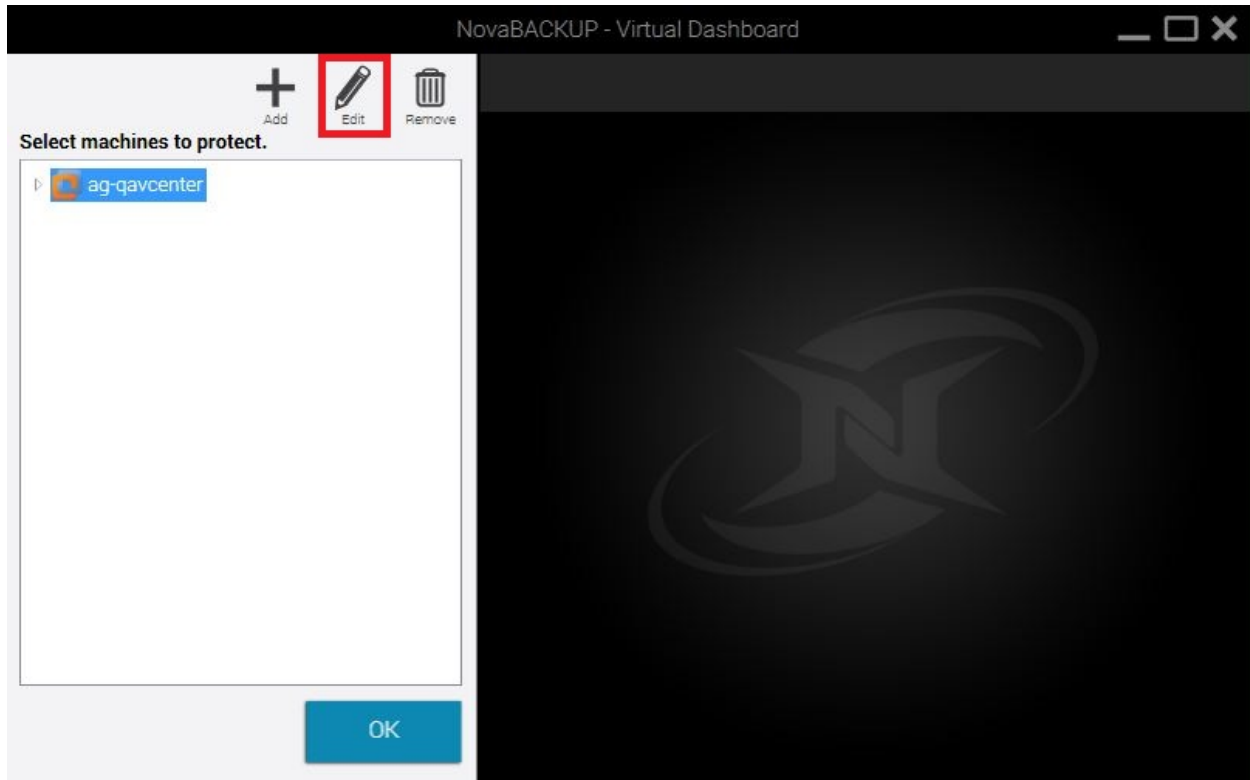 NovaBACKUP - Virtual Dashboard
Add Edit Remove
Select machines to protect.
ag-qavcenter
OK